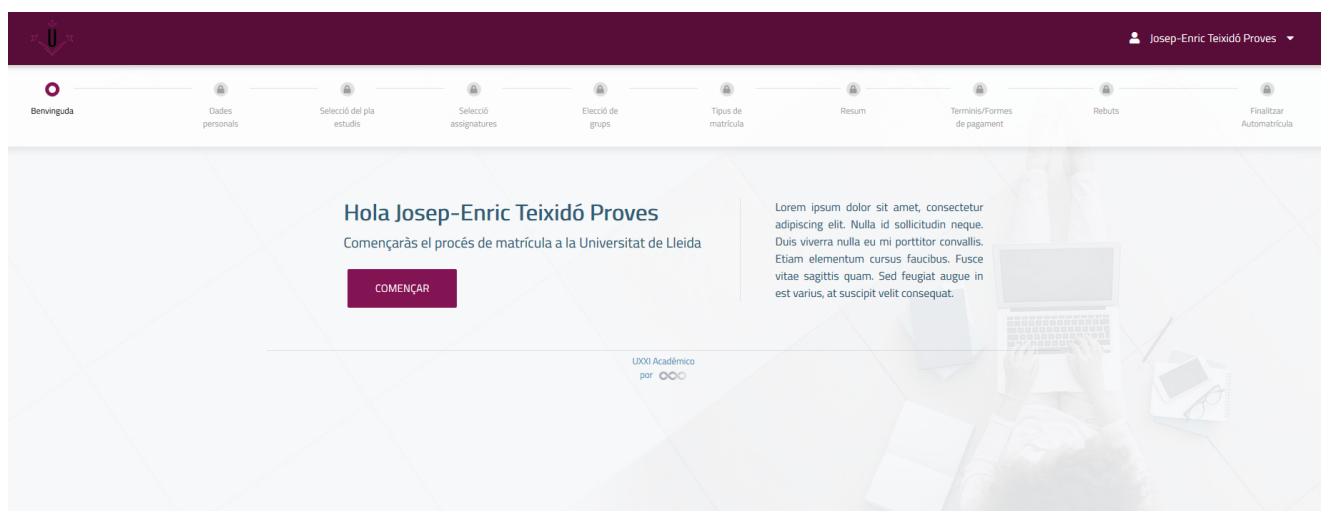 Ü
Josep-Enric Teixidó Proves
Benvinguda
Dades
personals
Selecció del pla
estudis
Selecció
assignatures
Elecció de
grups
Tipus de
matrícula
Resum
Terminis/Formes
de pagament
Rebuts
Finalitzar
Automatrícula
Hola Josep-Enric Teixidó Proves
Començaràs el procés de matrícula a la Universitat de Lleida
COMENÇAR
Lorem ipsum dolor sit amet, consectetur
adipiscing elit. Nulla id sollicitudin neque.
Duis viverra nulla eu mi porttitor convallis.
Etiam elementum cursus faucibus. Fusce
vitae sagittis quam. Sed feugiat augue in
est varius, at suscipit velit consequat.
UXXI Académico
por